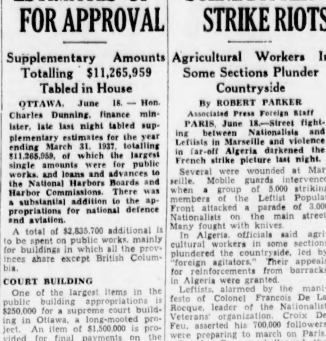 FOR APPROVAL
Supplementary Amounts
Totalling $11,265,959
Tabled in House
OTTAWA, June 18. — Hon.
Charles Dunning, finance min-
ister, late last night tabled sup-
plementary estimates for the year
ending March 31, 1937, totalling
$11,265,959, of which the largest
single amounts were for public
works, and loans and advances to
the National Harbors Boards and
Harbor Commissions. There was
a substantial addition to the ap-
propriations for national defence
and aviation.
A total of $2,835,700 additional is
to be spent on public works, mainly
for buildings in which all the prov-
inces share except British Colum-
bia.
COURT BUILDING
One of the largest items in the
public building appropriations is
$250,000 for a supreme court build-
ing in Ottawa, a long-mooted pro-
ject. An item of $1,500,000 is pro-
vided for final payments on the
STRIKE RIOTS
Agricultural Workers
Some Sections Plunder
Countryside
By ROBERT PARKER
Associated Press Foreign Staff
PARIS, June 18.—Street fight-
ing between Nationalists and
Leftists in Marseille and violence
in far-off Algeria darkened the
French strike picture last night.
Several were wounded at Mar-
seille. Mobile guards intervened
when a group of 5,000 striking
members of the Leftist Popular
Front attacked a parade of 3,000
Nationalists on the main street.
Many fought with knives.
In Algeria, officials said agri-
cultural workers in some sections
plundered the countryside, led by
"foreign agitators." Their appeals
for reinforcements from barracks
in Algeria were granted.
Leftists, alarmed by the mani-
festo of Colonel Francois De La
Rocque, leader of the Nationalist
Veterans' organization, Croix De
Feu, asserted his 700,000 followers
were preparing to march on Paris.